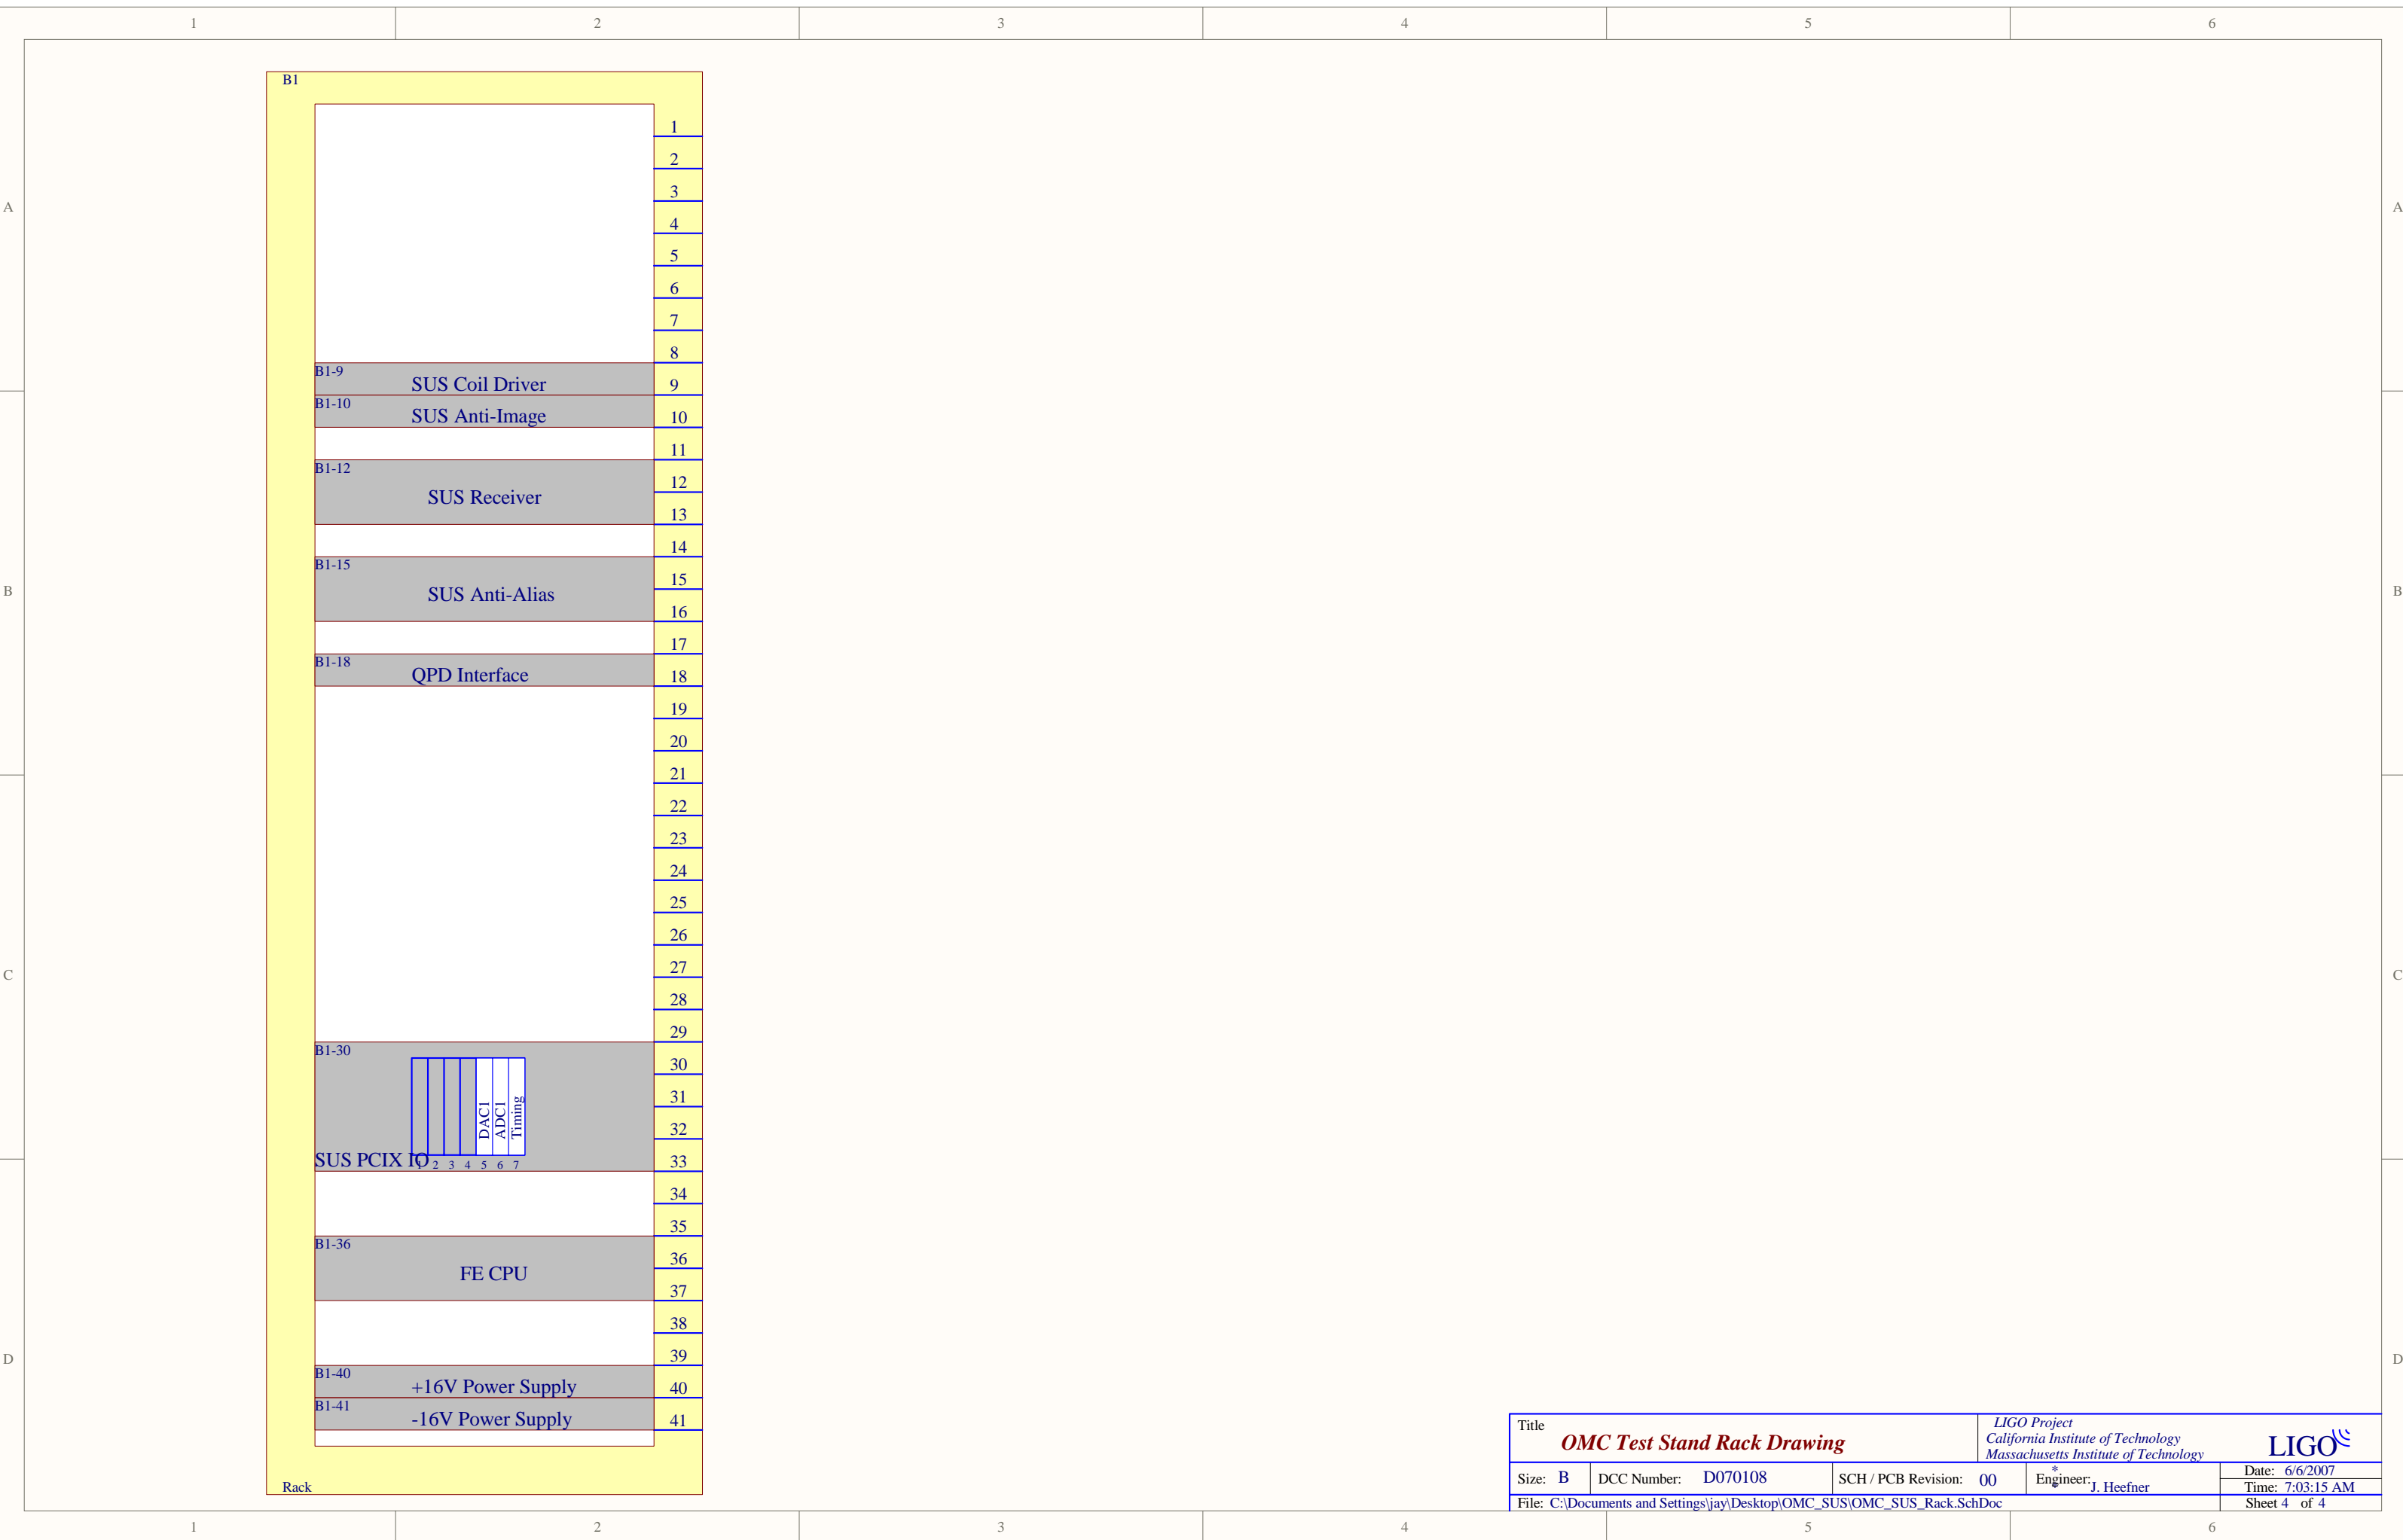 1 2 3 4 5 6
B1
1
2
3
A A
4
5
6
7
8
B1-9
SUS Coil Driver 9
B1-10
SUS Anti-Image 10
11
B1-12
12
SUS Receiver
13
14
B1-15
15
B SUS Anti-Alias B
16
17
B1-18
QPD Interface 18
19
20
21
22
23
24
25
26
27
C C
28
29
B1-30
30
31
DAC1 ADC1 Timing
32
SUS PCIX IO 33
1 2 3 4 5 6 7
34
35
B1-36
36
FE CPU
37
38
39
D D
B1-40
+16V Power Supply 40
B1-41
-16V Power Supply 41
Rack
Title
OMC Test Stand Rack Drawing
LIGO Project
California Institute of Technology
Massachusetts Institute of Technology
LIGO
Size: B DCC Number: D070108 SCH / PCB Revision: 00 Engineer: * * J. Heefner
Date: 6/6/2007
Time: 7:03:15 AM
File: C:\Documents and Settings\jay\Desktop\OMC_SUS\OMC_SUS_Rack.SchDoc
Sheet 4 of 4
1 2 3 4 5 6